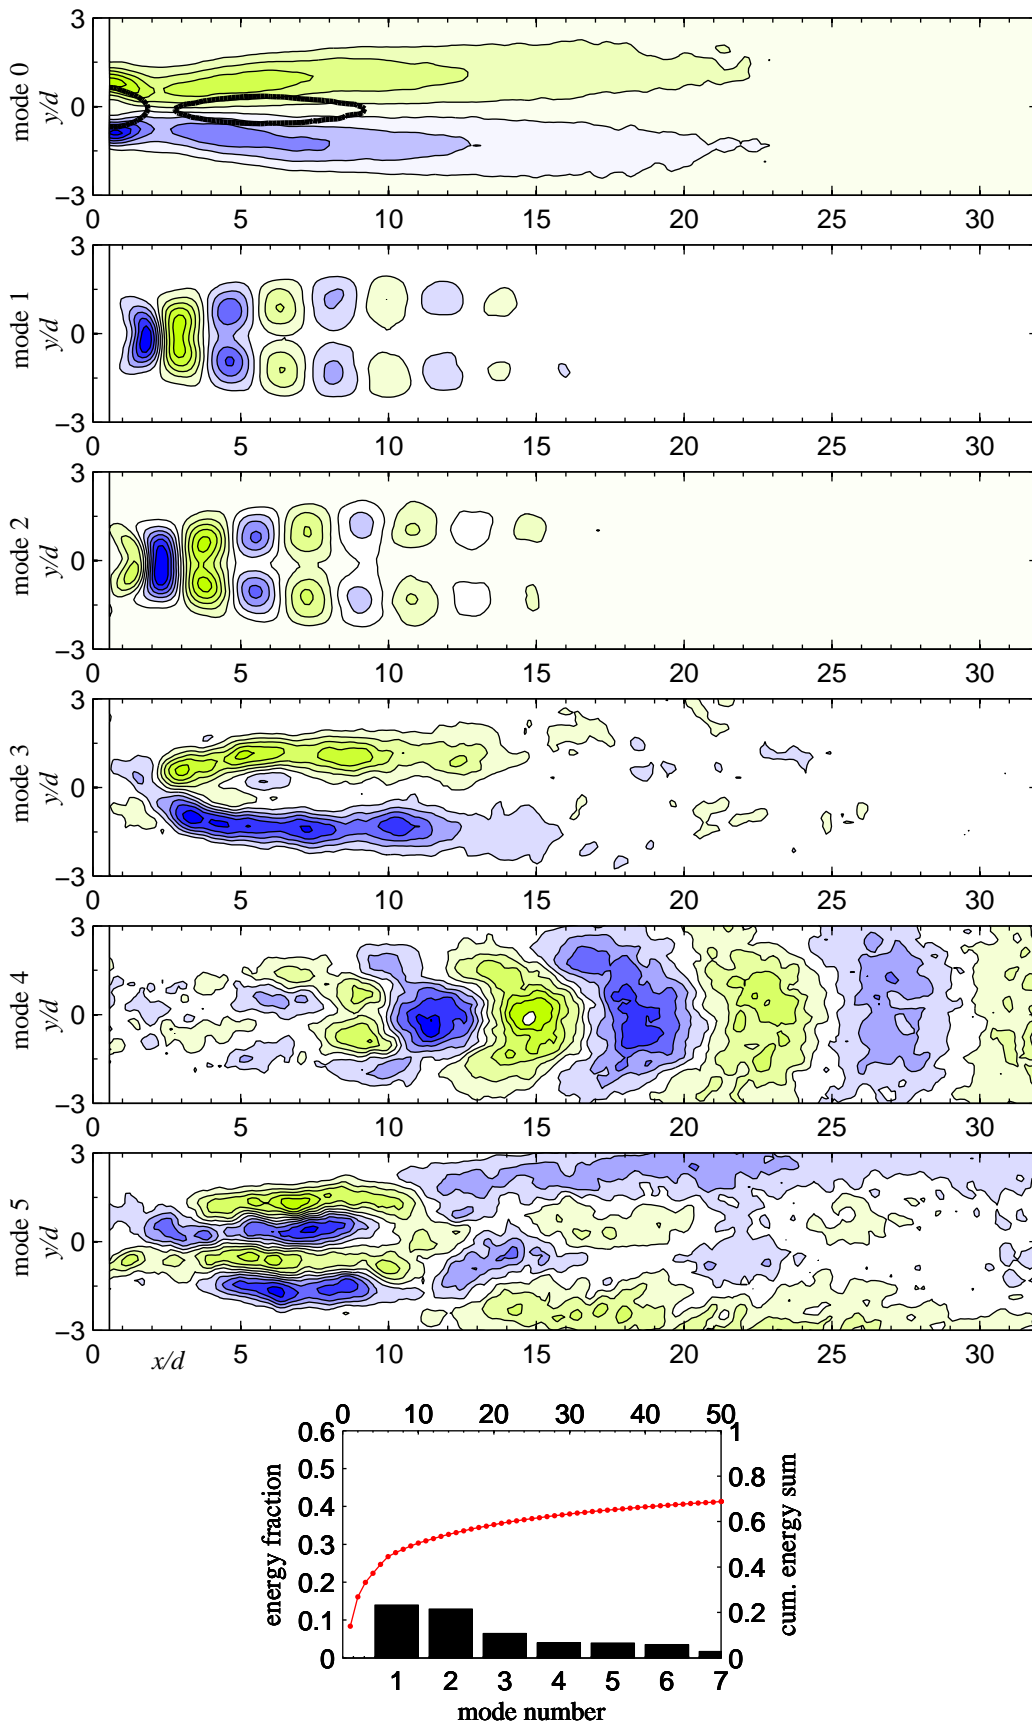 3
0
−3
mode 0
y/d
0 5 10 15 20 25 30
3
0
−3
mode 1
y/d
0 5 10 15 20 25 30
3
0
−3
mode 2
y/d
0 5 10 15 20 25 30
3
0
−3
mode 3
y/d
0 5 10 15 20 25 30
3
0
−3
mode 4
y/d
0 5 10 15 20 25 30
3
0
−3
mode 5
y/d
0 5 10 15 20 25 30
x/d
0 10 20 30 40 50
0.6 1
0.5 0.8
0.4 0.6
0.3 0.4
0.2 0.2
0.1
0 0
energy fraction
cum. energy sum
1 2 3 4 5 6 7
mode number